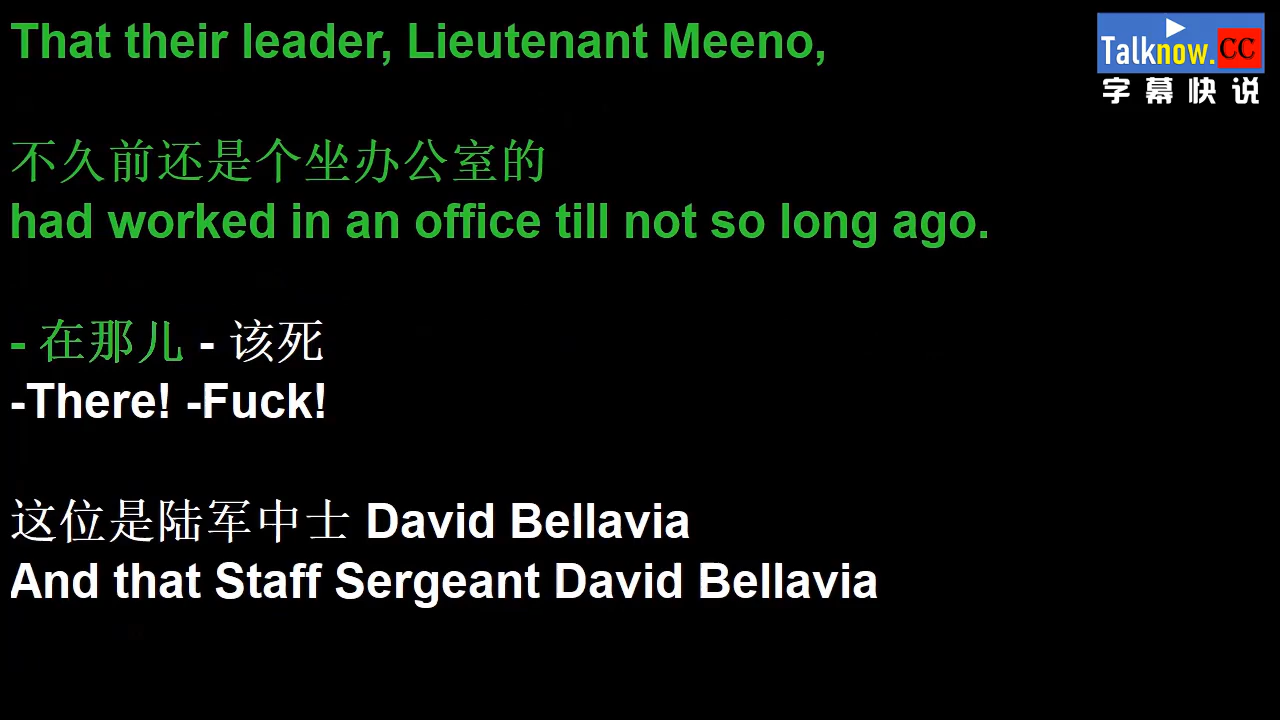 That their leader, Lieutenant Meeno,
Talknow.CC
字幕快说
不久前还是个坐办公室的
had worked in an office till not so long ago.
- 在那儿 - 该死
-There! -Fuck!
这位是陆军中士 David Bellavia
And that Staff Sergeant David Bellavia